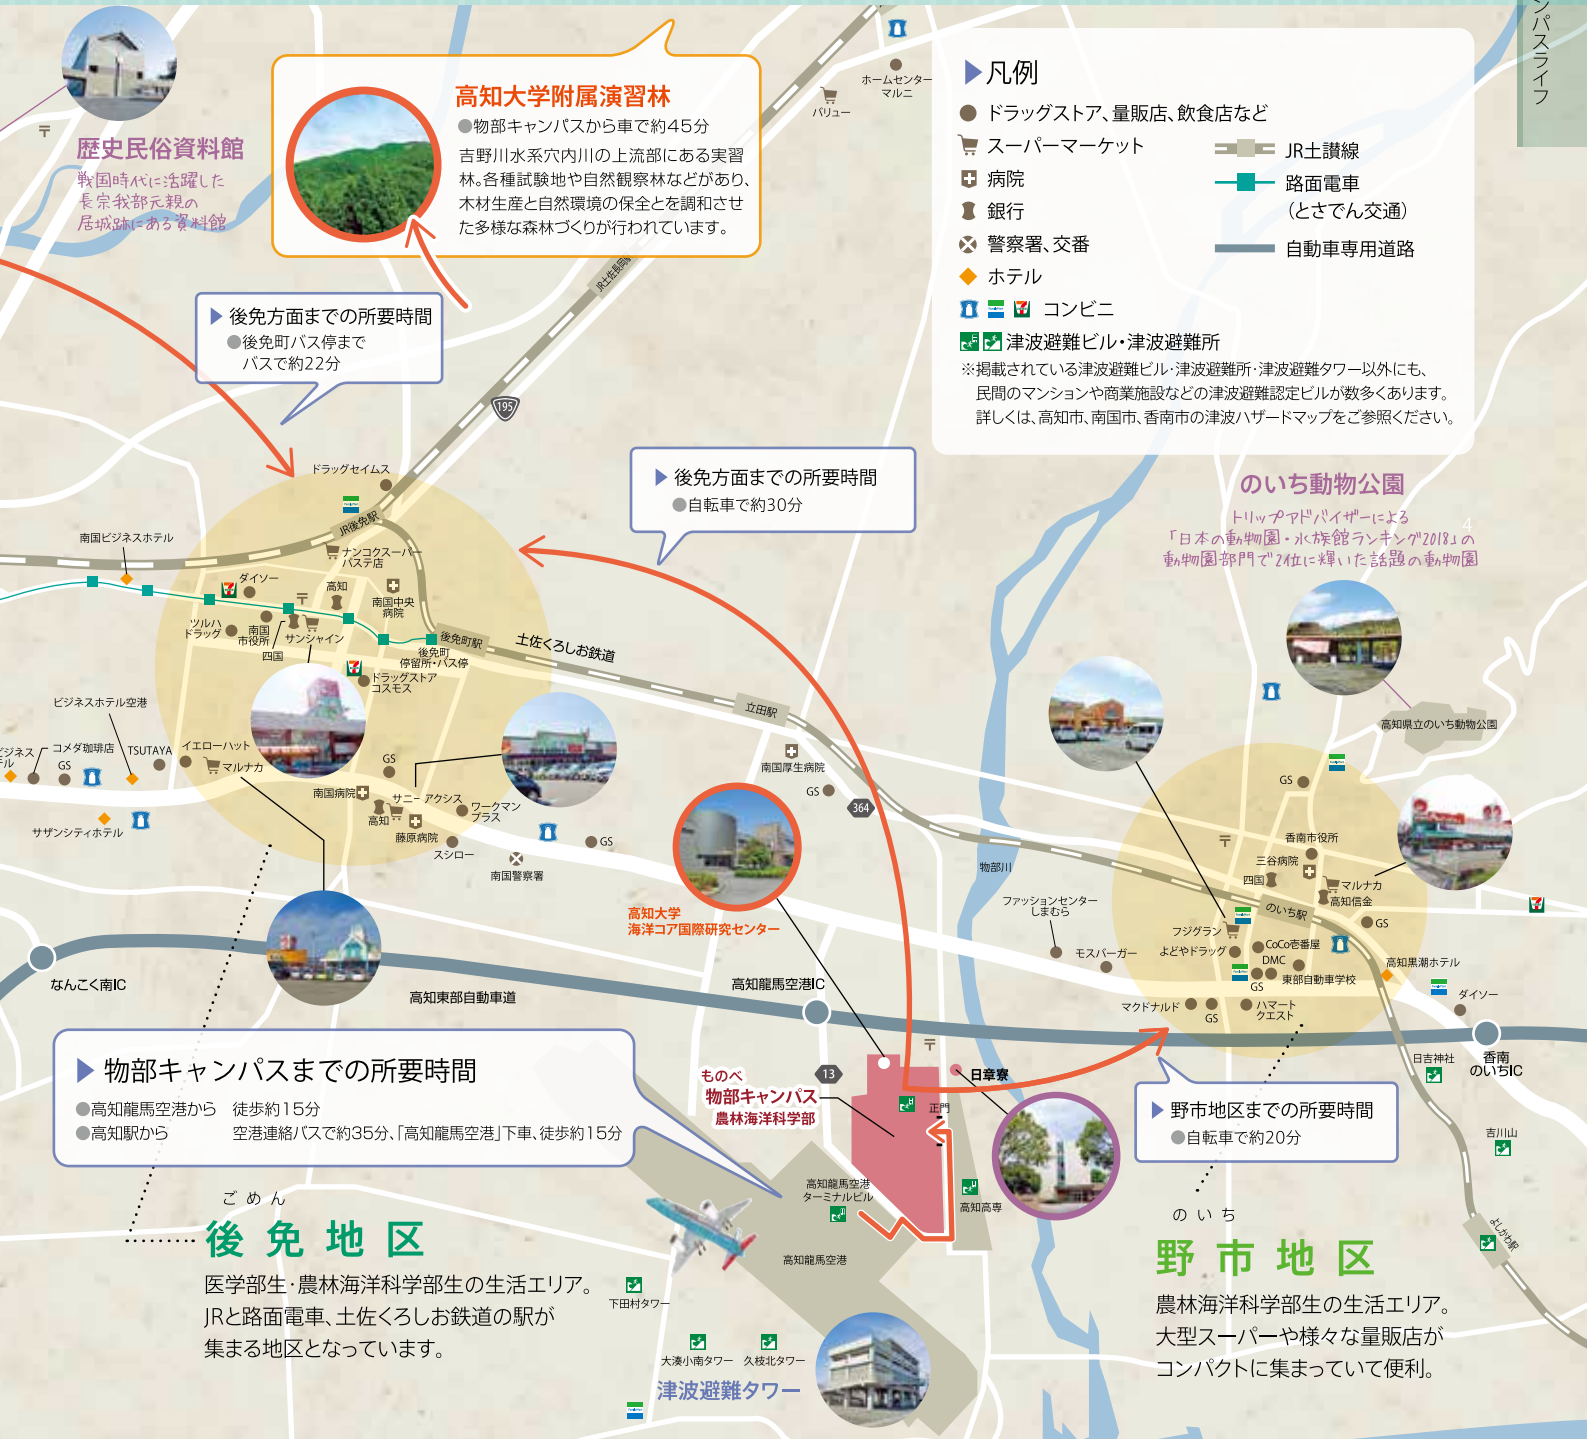 ンパスライフ
歴史民俗資料館
戦国時代に活躍した
長宗我部元親の
居城跡にある資料館
高知大学附属演習林
●物部キャンパスから車で約45分
吉野川水系穴内川の上流部にある実習
林。各種試験地や自然観察林などがあり、
木材生産と自然環境の保全とを調和させ
た多様な森林づくりが行われています。
ホームセンター
マルニ
バリュー
▶凡例
● ドラッグストア、量販店、飲食店など
スーパーマーケット
病院
銀行
警察署、交番
ホテル
コンビニ
津波避難ビル・津波避難所
JR土讃線
路面電車
(とさでん交通)
自動車専用道路
※掲載されている津波避難ビル・津波避難所・津波避難タワー以外にも、
民間のマンションや商業施設などの津波避難認定ビルが数多くあります。
詳しくは、高知市、南国市、香南市の津波ハザードマップをご参照ください。
▶ 後免方面までの所要時間
●後免町バス停まで
バスで約22分
195
▶ 後免方面までの所要時間
●自転車で約30分
のいち動物公園
トリップアドバイザーによる
「日本の動物園・水族館ランキング2018」の
動物園部門で2位に輝いた話題の動物園
4
ドラッグセイムス
JR後免駅
南国ビジネスホテル
ナンコクスーパー
バステ店
ダイソー
高知
南国中央
病院
ツルハ
ドラッグ
南国
市役所
四国
サンシャイン
後免町駅
後免町
停留所・バス停
土佐くろしお鉄道
ドラッグストア
コスモス
立田駅
ビジネスホテル空港
コメダ珈琲店
GS
TSUTAYA
イエローハット
マルナカ
GS
サザンシティホテル
南国病院
サニーアクシス
高知
藤原病院
ワークマン
プラス
スシロー
南国警察署
GS
南国厚生病院
GS
364
物部川
高知県立のいち動物公園
GS
香南市役所
三谷病院
四国
マルナカ
高知信金
のいち駅
GS
ファッションセンター
しまむら
モスバーガー
フジグラン
よどやドラッグ
CoCo壱番屋
DMC
GS
東部自動車学校
高知黒潮ホテル
ダイソー
マクドナルド
GS
ハマート
クエスト
高知大学
海洋コア国際研究センター
なんこく南IC
高知東部自動車道
高知龍馬空港IC
香南
のいちIC
日吉神社
吉川山
よしかわ駅
▶ 物部キャンパスまでの所要時間
●高知龍馬空港から 徒歩約15分
●高知駅から 空港連絡バスで約35分、「高知龍馬空港」下車、徒歩約15分
13
ものべ
物部キャンパス
農林海洋科学部
正門
日章寮
▶ 野市地区までの所要時間
●自転車で約20分
高知龍馬空港
ターミナルビル
高知高専
高知龍馬空港
ごめん
後免地区
医学部生・農林海洋科学部生の生活エリア。
JRと路面電車、土佐くろしお鉄道の駅が
集まる地区となっています。
下田村タワー
大湊小南タワー
久枝北タワー
津波避難タワー
のいち
野市地区
農林海洋科学部生の生活エリア。
大型スーパーや様々な量販店が
コンパクトに集まっていて便利。